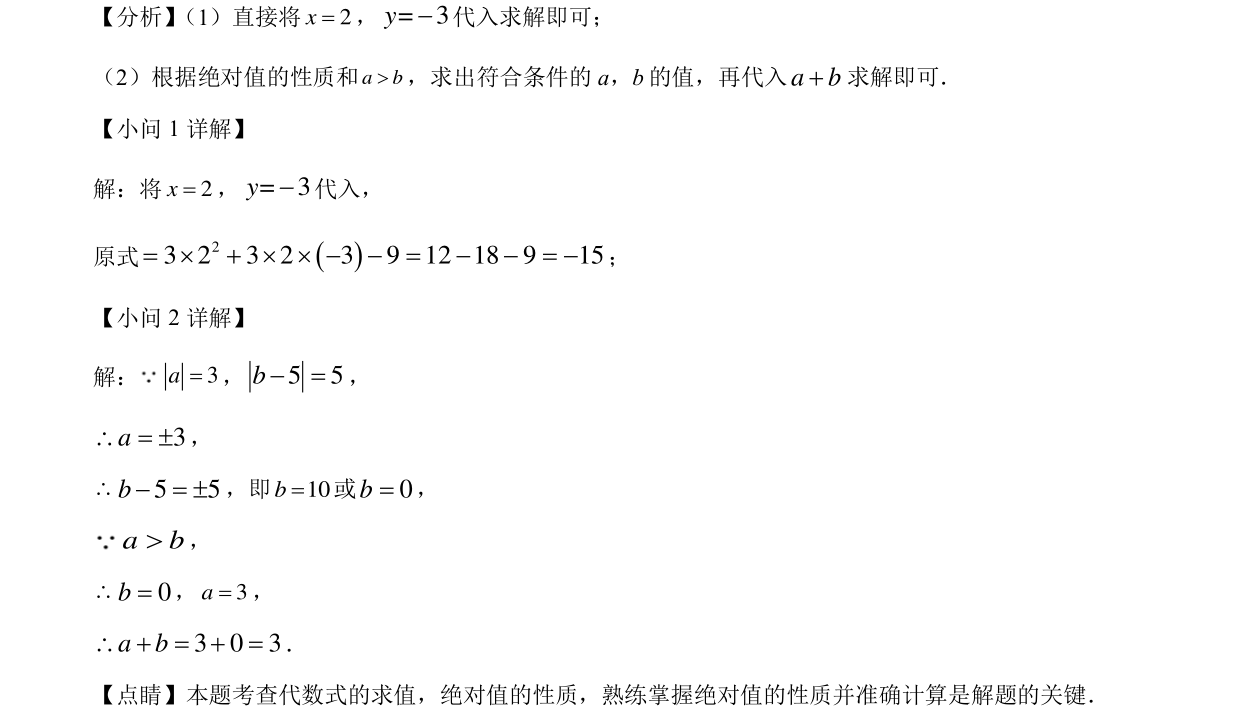 【分析】（1）直接将 x = 2， y=−3代入求解即可；
（2）根据绝对值的性质和 a > b，求出符合条件的 a，b 的值，再代入 a + b 求解即可．
【小问 1 详解】
解：将 x = 2， y=−3代入，
原式 = 3×2² + 3×2×(−3) − 9 = 12 − 18 − 9 = −15；
【小问 2 详解】
解：∵ |a| = 3，|b − 5| = 5，
∴ a = ±3，
∴ b − 5 = ±5，即 b = 10 或 b = 0，
∵ a > b，
∴ b = 0，a = 3，
∴ a + b = 3 + 0 = 3．
【点睛】本题考查代数式的求值，绝对值的性质，熟练掌握绝对值的性质并准确计算是解题的关键．